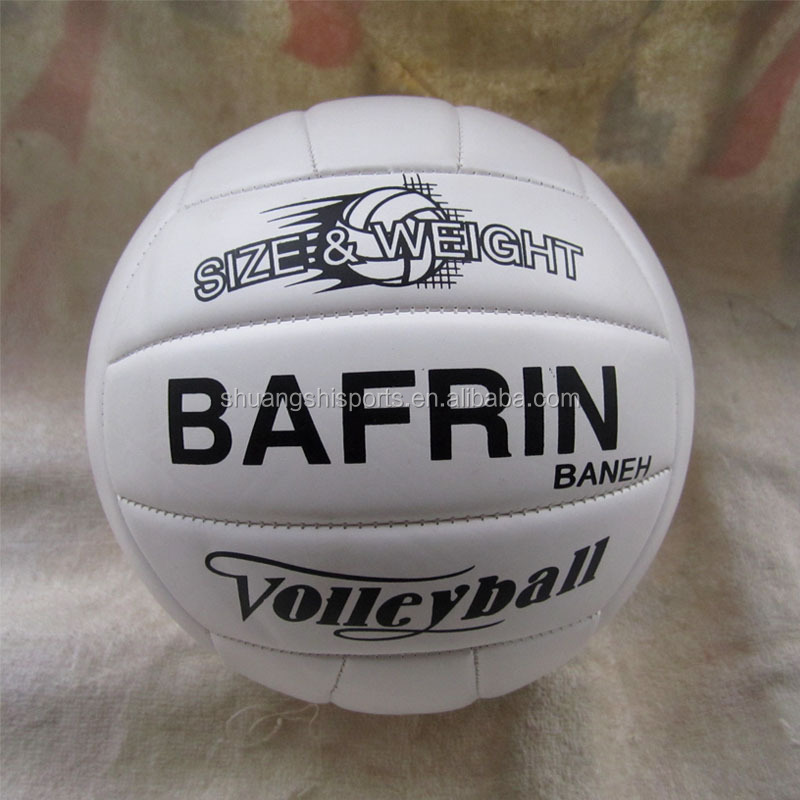 SIZE & WEIGHT
BAFRIN
shuangshisports.en.alibaba.com
BANEH
Volleyball